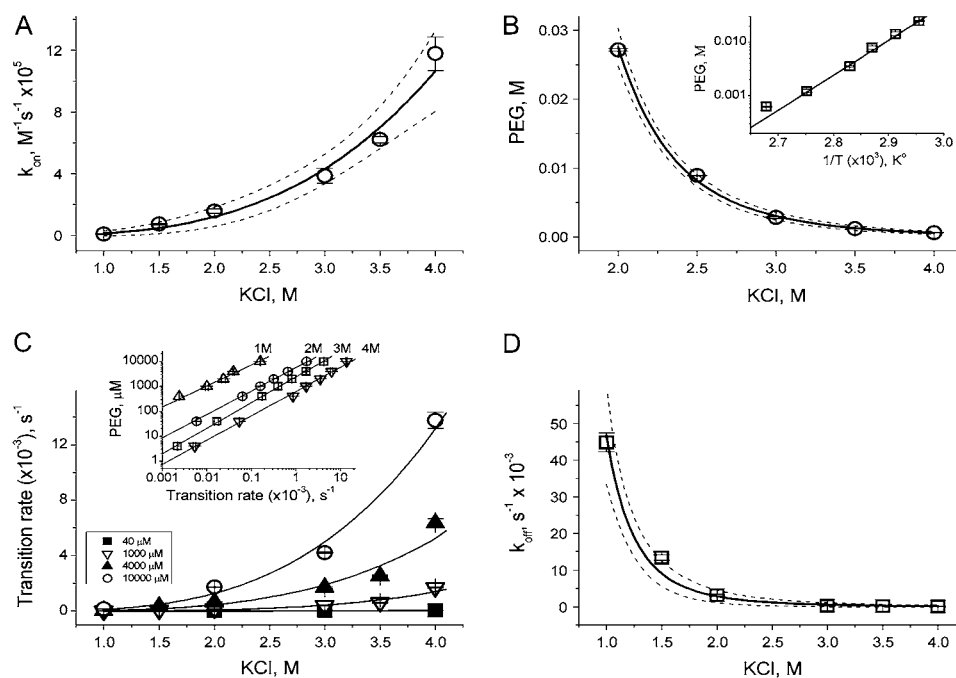 A
k_on, M⁻¹s⁻¹ x10⁵
12
8
4
0
1.0 1.5 2.0 3.0 3.5 4.0
KCl, M
B
PEG, M
0.03
0.02
0.01
0.00
2.0 2.5 3.0 3.5 4.0
KCl, M
PEG, M
0.010
0.001
2.7 2.8 2.9 3.0
1/T (x10³), K°
C
Transition rate (x10⁻³), s⁻¹
12
8
4
0
1.0 1.5 2.0 3.0 3.5 4.0
KCl, M
1M 2M 3M 4M
PEG, µM
10000
1000
100
10
1
0.001 0.01 0.1 1 10
Transition rate (x10⁻³), s⁻¹
40 µM
1000 µM
4000 µM
10000 µM
D
k_off, s⁻¹ x 10⁻³
50
40
30
20
10
0
1.0 1.5 2.0 3.0 3.5 4.0
KCl, M